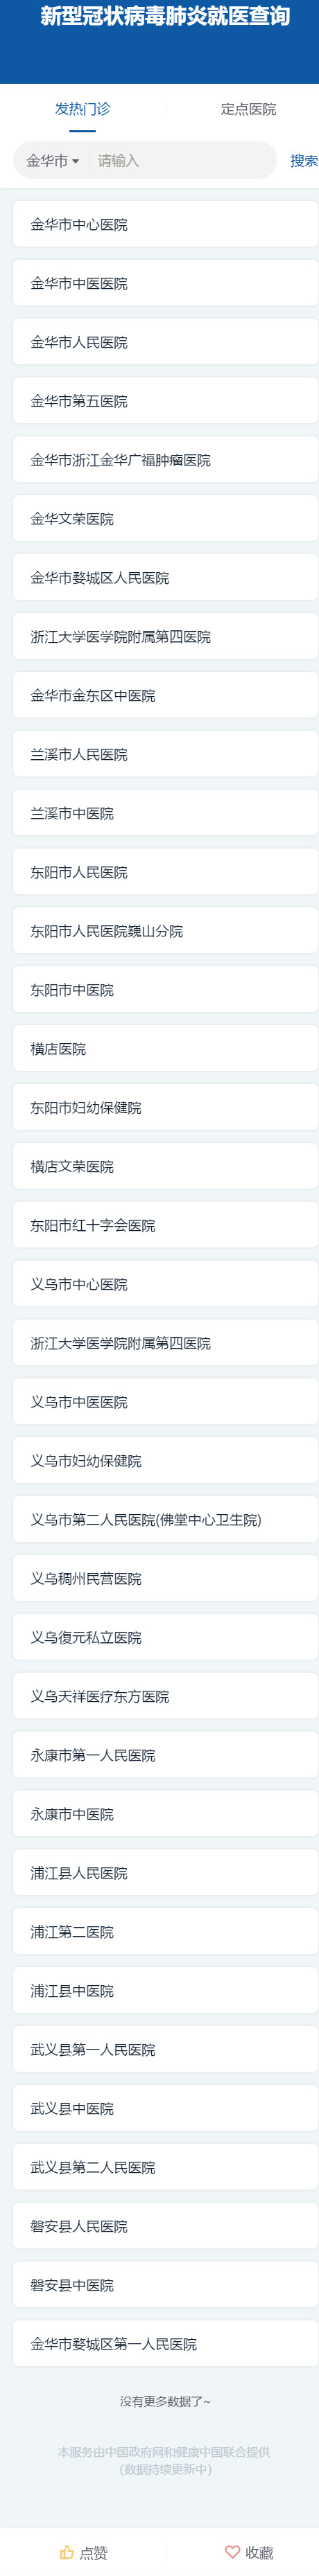 新型冠状病毒肺炎就医查询
发热门诊
定点医院
金华市
请输入
搜索
金华市中心医院
金华市中医医院
金华市人民医院
金华市第五医院
金华市浙江金华广福肿瘤医院
金华文荣医院
金华市婺城区人民医院
浙江大学医学院附属第四医院
金华市金东区中医院
兰溪市人民医院
兰溪市中医院
东阳市人民医院
东阳市人民医院巍山分院
东阳市中医院
横店医院
东阳市妇幼保健院
横店文荣医院
东阳市红十字会医院
义乌市中心医院
浙江大学医学院附属第四医院
义乌市中医医院
义乌市妇幼保健院
义乌市第二人民医院(佛堂中心卫生院)
义乌稠州民营医院
义乌復元私立医院
义乌天祥医疗东方医院
永康市第一人民医院
永康市中医院
浦江县人民医院
浦江第二医院
浦江县中医院
武义县第一人民医院
武义县中医院
武义县第二人民医院
磐安县人民医院
磐安县中医院
金华市婺城区第一人民医院
没有更多数据了~
本服务由中国政府网和健康中国联合提供
（数据持续更新中）
点赞
收藏